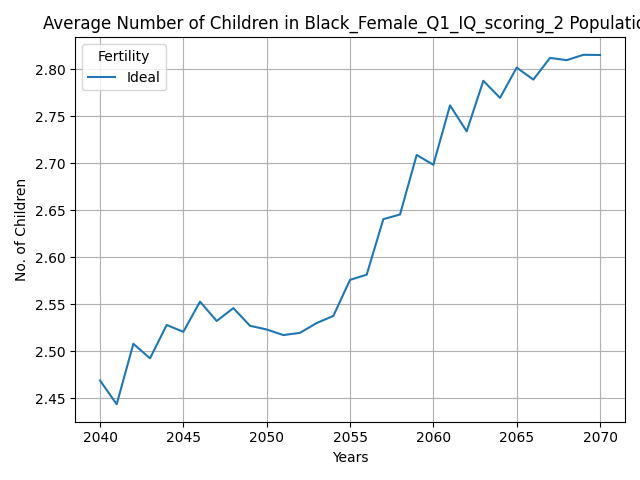 Average Number of Children in Black_Female_Q1_IQ_scoring_2 Populatio
Fertility
Ideal
2.80
2.75
2.70
2.65
2.60
2.55
2.50
2.45
No. of Children
2040 2045 2050 2055 2060 2065 2070
Years